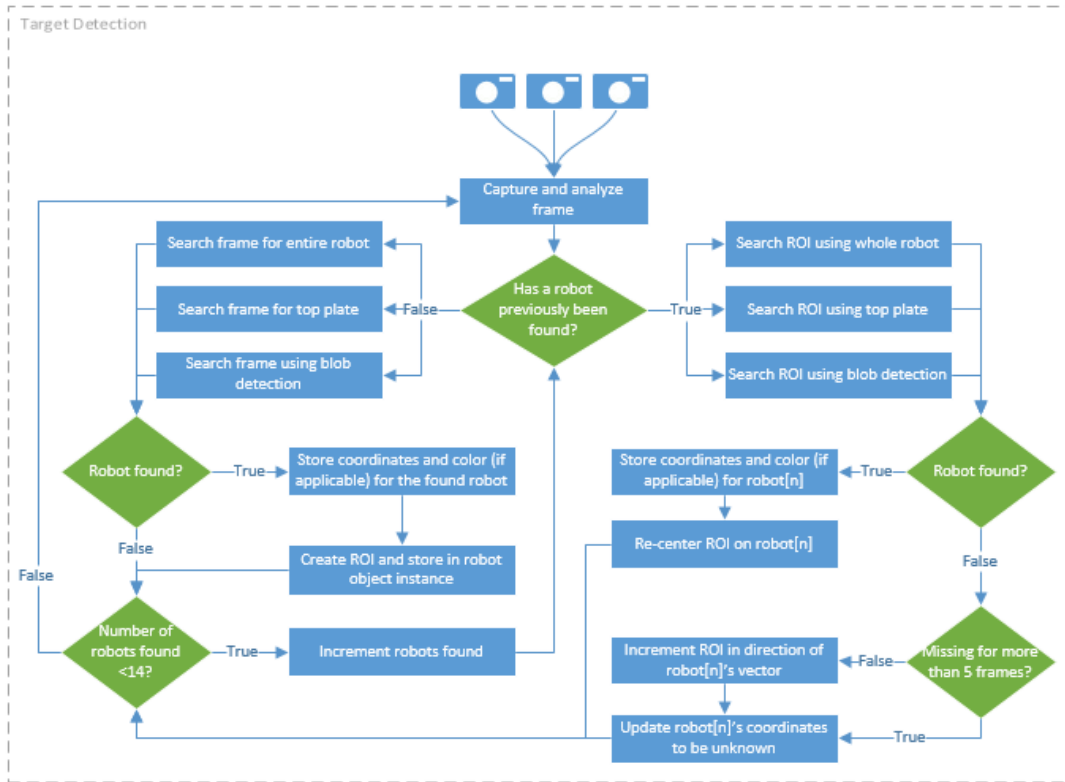 Target Detection
Capture and analyze
frame
Search frame for entire robot
Search ROI using whole robot
Has a robot
previously been
found?
False
True
Search frame for top plate
Search ROI using top plate
Search frame using blob
detection
Search ROI using blob detection
Robot found?
True
Store coordinates and color (if
applicable) for the found robot
Store coordinates and color (if
applicable) for robot[n]
True
Robot found?
False
Create ROI and store in robot
object instance
Re-center ROI on robot[n]
False
False
Number of
robots found
<14?
True
Increment robots found
Increment ROI in direction of
robot[n]'s vector
False
Missing for more
than 5 frames?
Update robot[n]'s coordinates
to be unknown
True